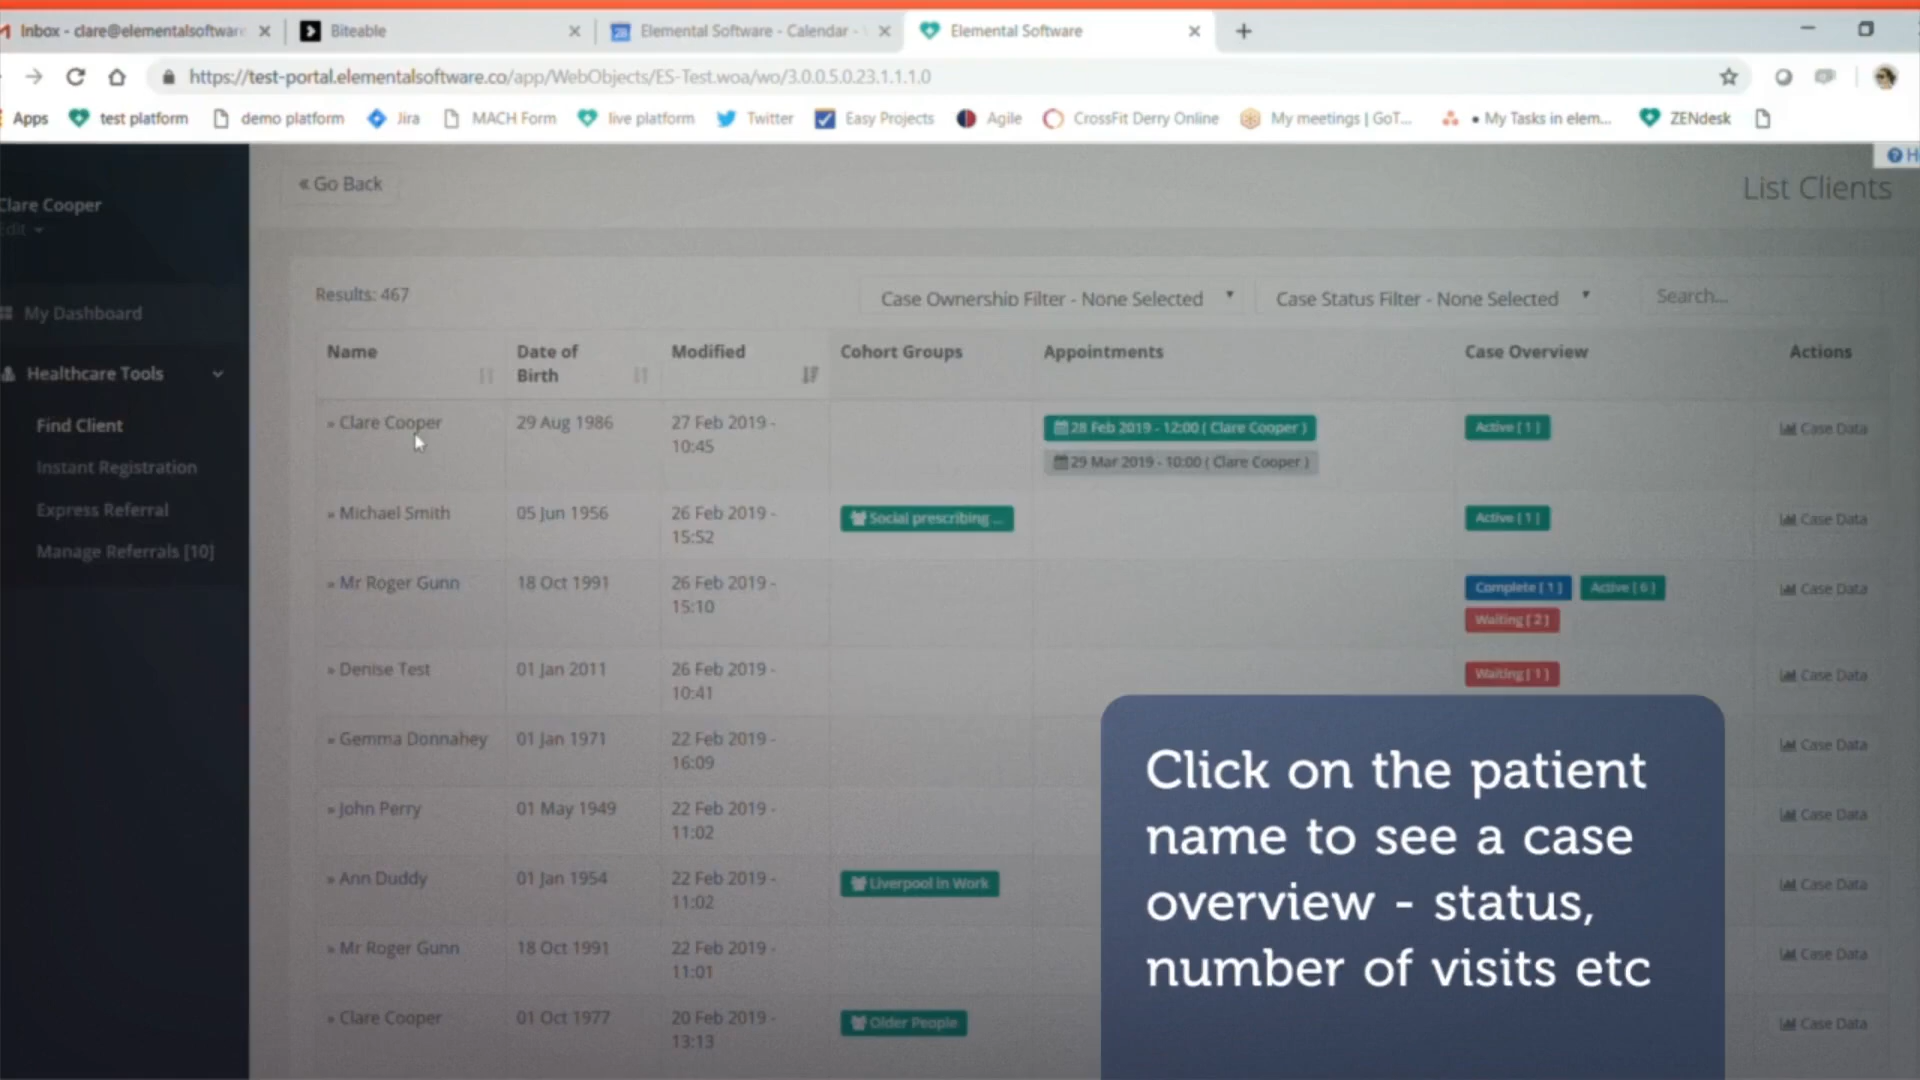 Inbox - clare@elementalsoftware
Biteable
Elemental Software - Calendar -
Elemental Software
https://test-portal.elementalsoftware.co/app/WebObjects/ES-Test.woa/wo/3.0.0.5.0.23.1.1.1.0
Apps test platform demo platform Jira MACH Form live platform Twitter Easy Projects Agile CrossFit Derry Online My meetings | GoT... • My Tasks in elem... ZENdesk
Clare Cooper
Edit
My Dashboard
Healthcare Tools
Find Client
Instant Registration
Express Referral
Manage Referrals [10]
« Go Back
List Clients
Results: 467
Case Ownership Filter - None Selected
Case Status Filter - None Selected
Search...
Name Date of Birth Modified Cohort Groups Appointments Case Overview Actions
» Clare Cooper 29 Aug 1986 27 Feb 2019 - 10:45 28 Feb 2019 - 12:00 ( Clare Cooper ) Active [ 1 ] Case Data
29 Mar 2019 - 10:00 ( Clare Cooper )
» Michael Smith 05 Jun 1956 26 Feb 2019 - 15:52 Social prescribing ... Active [ 1 ] Case Data
» Mr Roger Gunn 18 Oct 1991 26 Feb 2019 - 15:10 Complete [ 1 ] Active [ 6 ] Case Data
Waiting [ 2 ]
» Denise Test 01 Jan 2011 26 Feb 2019 - 10:41 Waiting [ 1 ] Case Data
» Gemma Donnahey 01 Jan 1971 22 Feb 2019 - 16:09 Case Data
» John Perry 01 May 1949 22 Feb 2019 - 11:02 Case Data
» Ann Duddy 01 Jan 1954 22 Feb 2019 - 11:02 Liverpool in Work Case Data
» Mr Roger Gunn 18 Oct 1991 22 Feb 2019 - 11:01 Case Data
» Clare Cooper 01 Oct 1977 20 Feb 2019 - 13:13 Older People Case Data
Click on the patient
name to see a case
overview - status,
number of visits etc